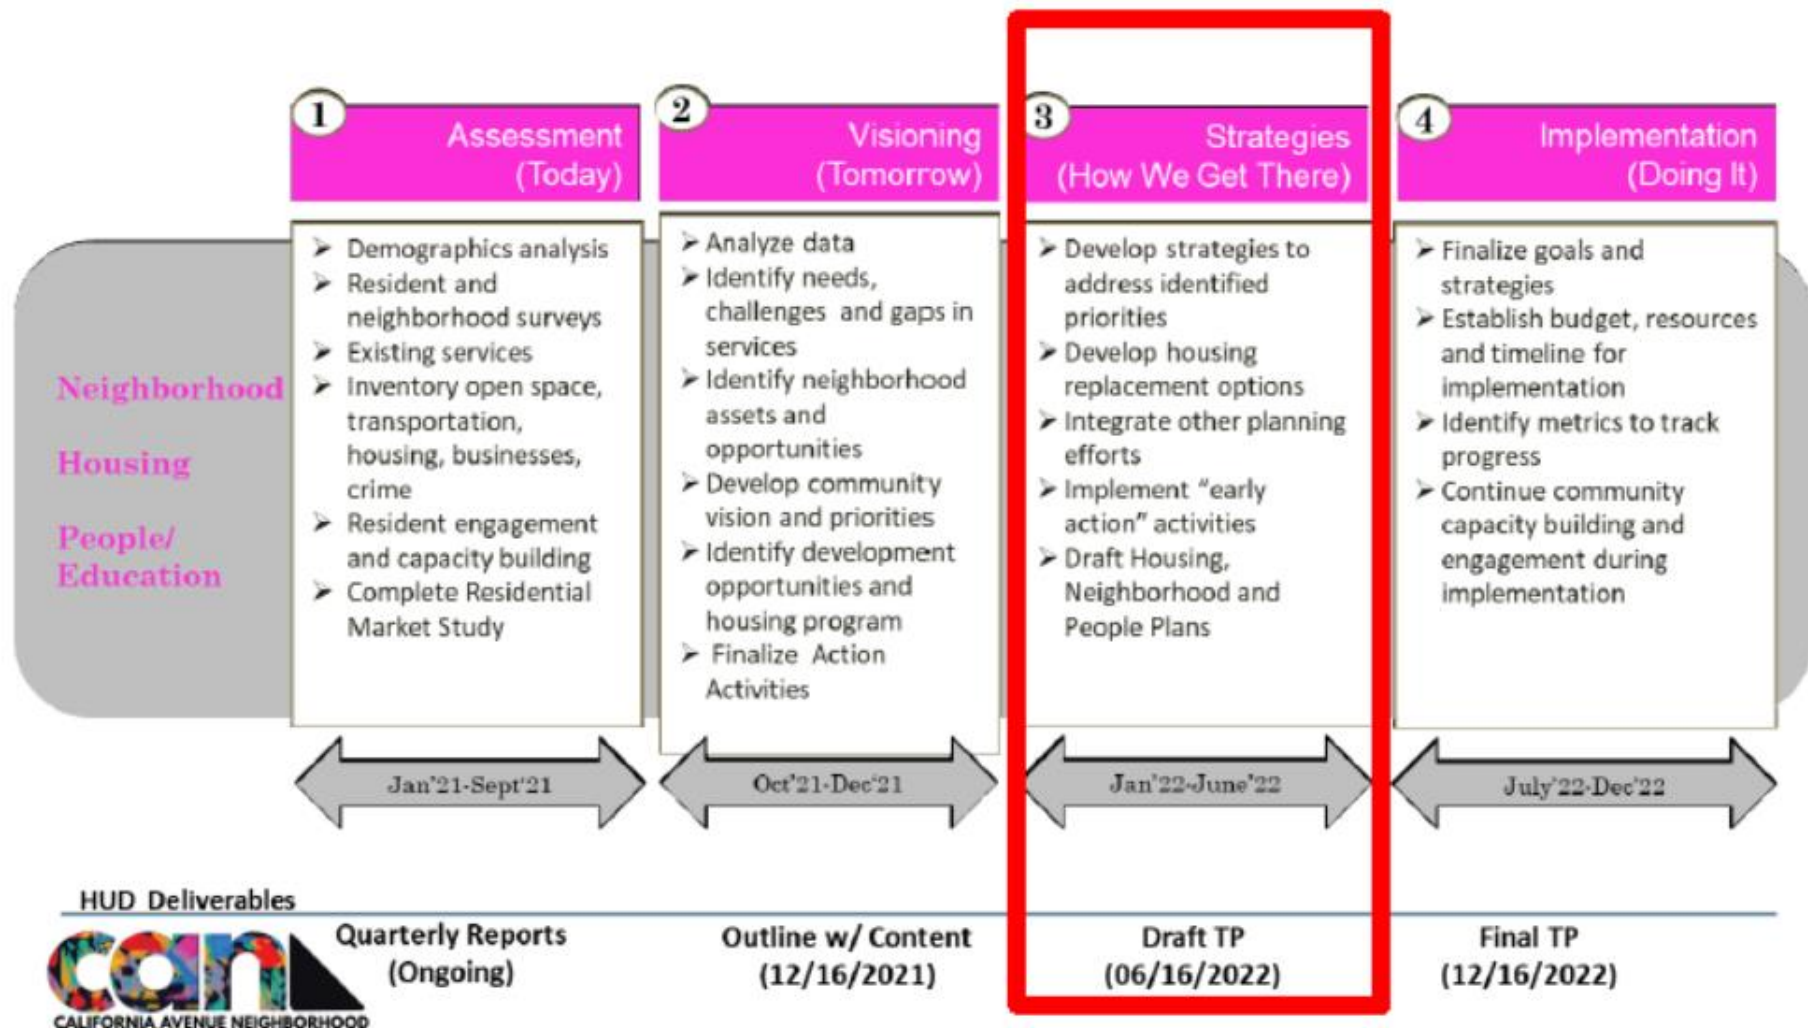 1
Assessment
(Today)
2
Visioning
(Tomorrow)
3
Strategies
(How We Get There)
4
Implementation
(Doing It)
Neighborhood
Housing
People/
Education
➢ Demographics analysis
➢ Resident and
neighborhood surveys
➢ Existing services
➢ Inventory open space,
transportation,
housing, businesses,
crime
➢ Resident engagement
and capacity building
➢ Complete Residential
Market Study
➢ Analyze data
➢ Identify needs,
challenges and gaps in
services
➢ Identify neighborhood
assets and
opportunities
➢ Develop community
vision and priorities
➢ Identify development
opportunities and
housing program
➢ Finalize Action
Activities
➢ Develop strategies to
address identified
priorities
➢ Develop housing
replacement options
➢ Integrate other planning
efforts
➢ Implement “early
action” activities
➢ Draft Housing,
Neighborhood and
People Plans
➢ Finalize goals and
strategies
➢ Establish budget, resources
and timeline for
implementation
➢ Identify metrics to track
progress
➢ Continue community
capacity building and
engagement during
implementation
Jan’21-Sept‘21
Oct’21-Dec‘21
Jan’22-June’22
July’22-Dec’22
HUD Deliverables
Quarterly Reports
(Ongoing)
Outline w/ Content
(12/16/2021)
Draft TP
(06/16/2022)
Final TP
(12/16/2022)
can
CALIFORNIA AVENUE NEIGHBORHOOD